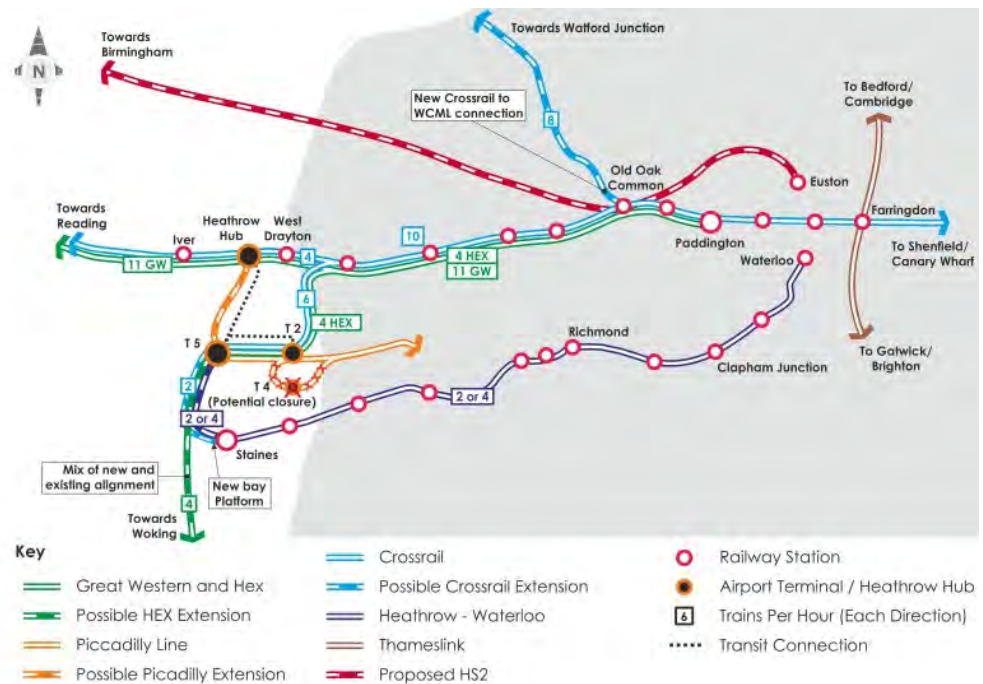 Towards
Birmingham
N
Towards Watford Junction
New Crossrail to
WCML connection
8
To Bedford/
Cambridge
Old Oak
Common
Euston
Towards
Reading
Iver
Heathrow
Hub
West
Drayton
4
10
4 HEX
11 GW
11 GW
Paddington
Farringdon
To Shenfield/
Canary Wharf
Waterloo
6
4 HEX
T 5
T 2
T 4
(Potential closure)
Richmond
Clapham Junction
To Gatwick/
Brighton
2
2 or 4
2 or 4
Staines
Mix of new and
existing alignment
New bay
Platform
4
Towards
Woking
Key
Great Western and Hex
Possible HEX Extension
Piccadilly Line
Possible Picadilly Extension
Crossrail
Possible Crossrail Extension
Heathrow - Waterloo
Thameslink
Proposed HS2
Railway Station
Airport Terminal / Heathrow Hub
6 Trains Per Hour (Each Direction)
Transit Connection